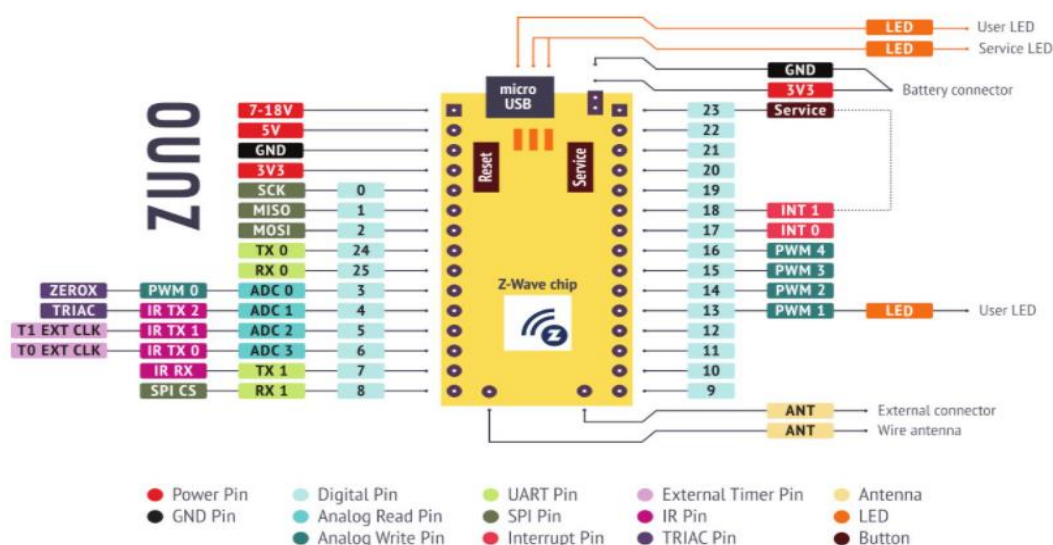 LED User LED
LED Service LED
GND
3V3 Battery connector
micro
USB
ZUNO
7-18V 23 Service
5V 22
GND 21
3V3 20
Reset Service
SCK 0 19
MISO 1 18 INT 1
MOSI 2 17 INT 0
TX 0 24 16 PWM 4
RX 0 25 15 PWM 3
Z-Wave chip
ZEROX PWM 0 ADC 0 3 14 PWM 2
TRIAC IR TX 2 ADC 1 4 13 PWM 1 LED User LED
T1 EXT CLK IR TX 1 ADC 2 5 12
T0 EXT CLK IR TX 0 ADC 3 6 11
IR RX TX 1 7 10
SPI CS RX 1 8 9
Z
ANT External connector
ANT Wire antenna
Power Pin Digital Pin UART Pin External Timer Pin Antenna
GND Pin Analog Read Pin SPI Pin IR Pin LED
Analog Write Pin Interrupt Pin TRIAC Pin Button